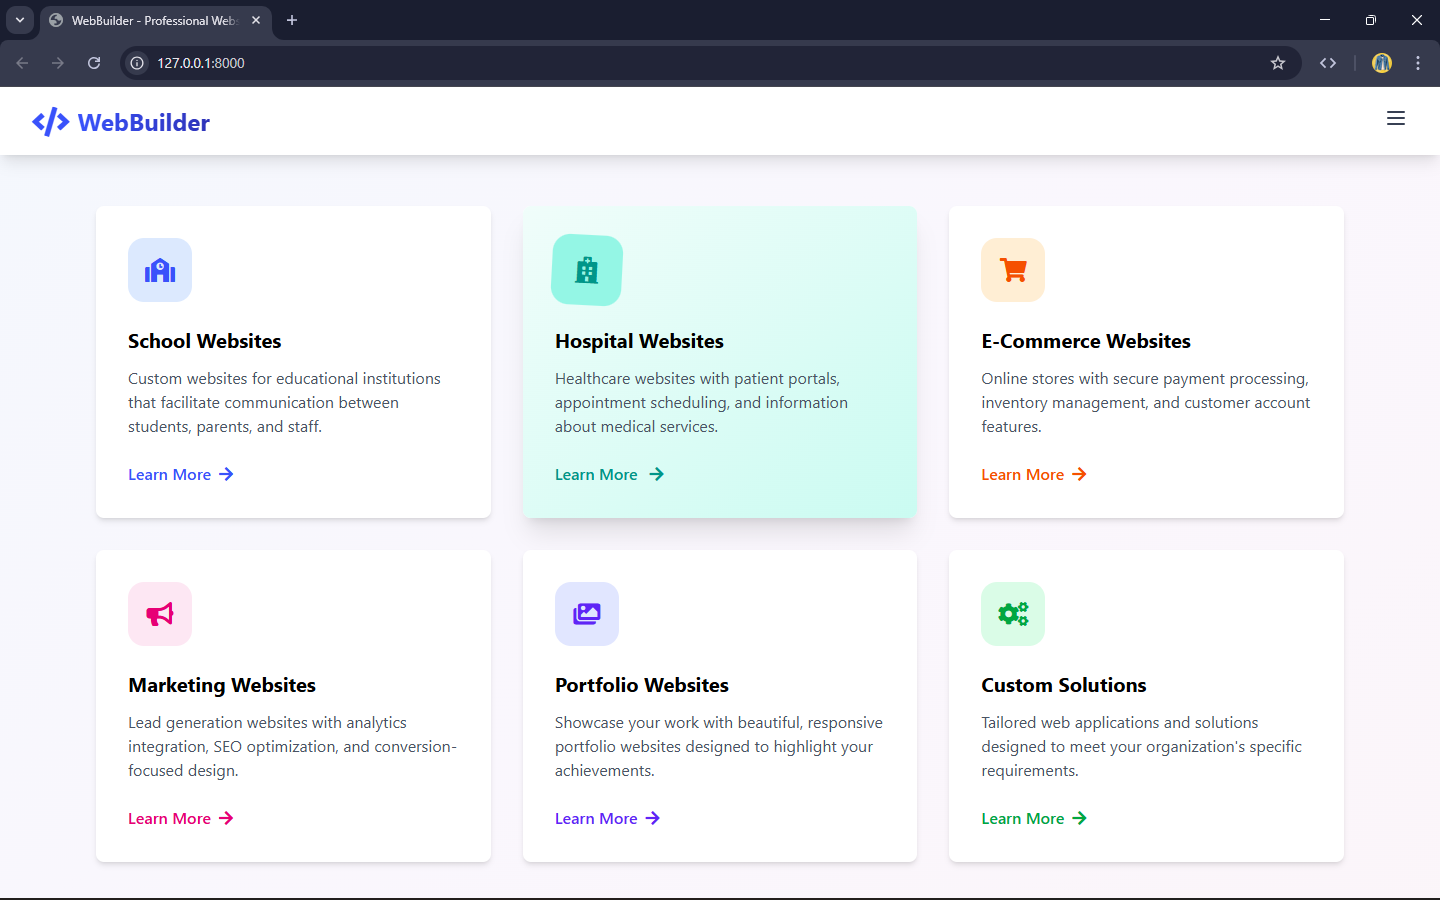 WebBuilder - Professional Webs
127.0.0.1:8000
WebBuilder
School Websites
Custom websites for educational institutions
that facilitate communication between
students, parents, and staff.
Learn More
Hospital Websites
Healthcare websites with patient portals,
appointment scheduling, and information
about medical services.
Learn More
E-Commerce Websites
Online stores with secure payment processing,
inventory management, and customer account
features.
Learn More
Marketing Websites
Lead generation websites with analytics
integration, SEO optimization, and conversion-
focused design.
Learn More
Portfolio Websites
Showcase your work with beautiful, responsive
portfolio websites designed to highlight your
achievements.
Learn More
Custom Solutions
Tailored web applications and solutions
designed to meet your organization's specific
requirements.
Learn More